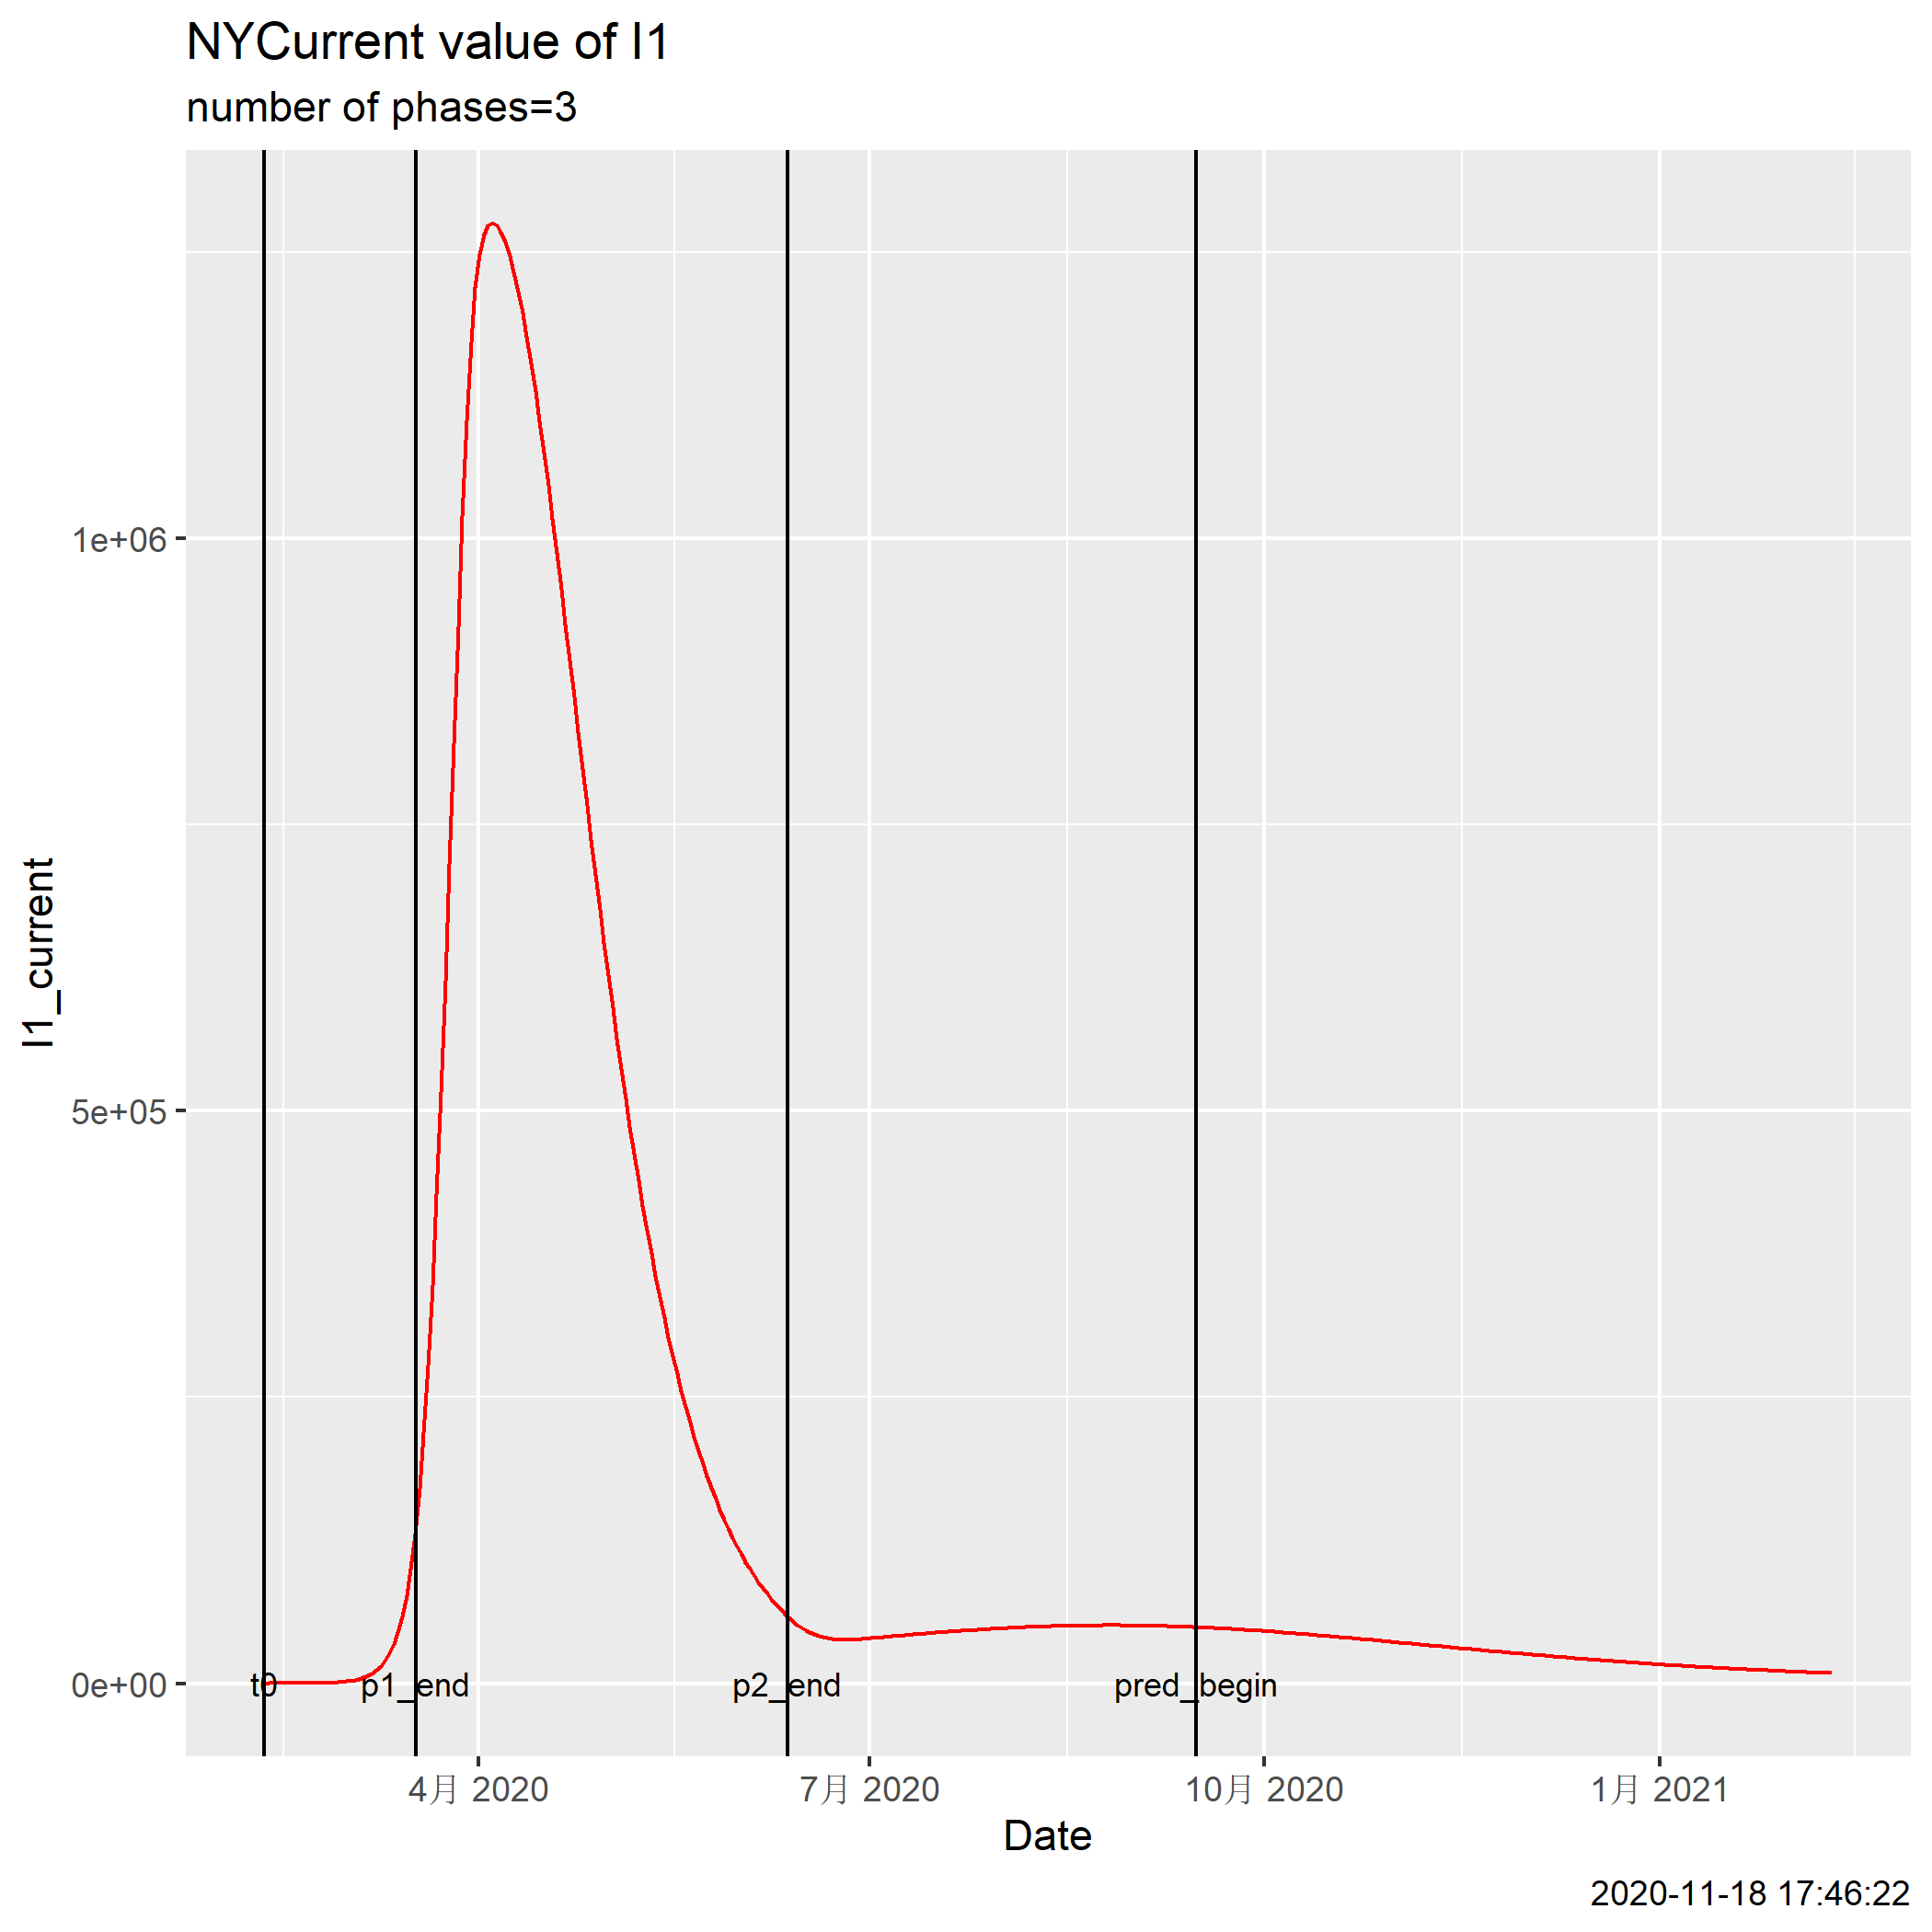 NYCurrent value of I1
number of phases=3
I1_current
1e+06
5e+05
0e+00
t0 p1_end p2_end pred_begin
4月 2020 7月 2020 10月 2020 1月 2021
Date
2020-11-18 17:46:22